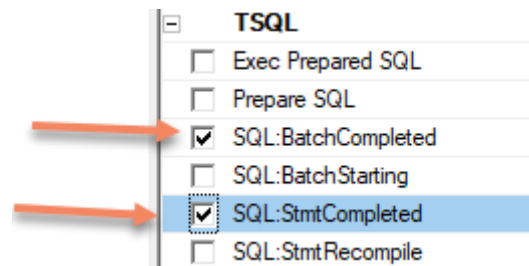 TSQL
Exec Prepared SQL
Prepare SQL
SQL:BatchCompleted
SQL:BatchStarting
SQL:StmtCompleted
SQL:StmtRecompile